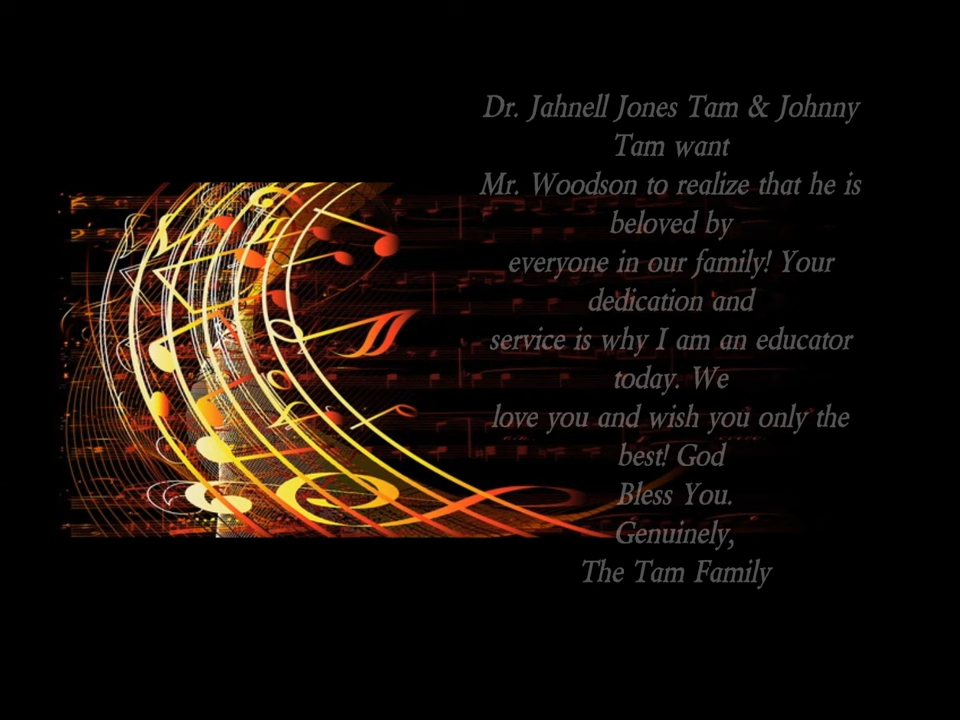 Dr. Jahnell Jones Tam & Johnny
Tam want
Mr. Woodson to realize that he is
beloved by
everyone in our family! Your
dedication and
service is why I am an educator
today. We
love you and wish you only the
best! God
Bless You.
Genuinely,
The Tam Family